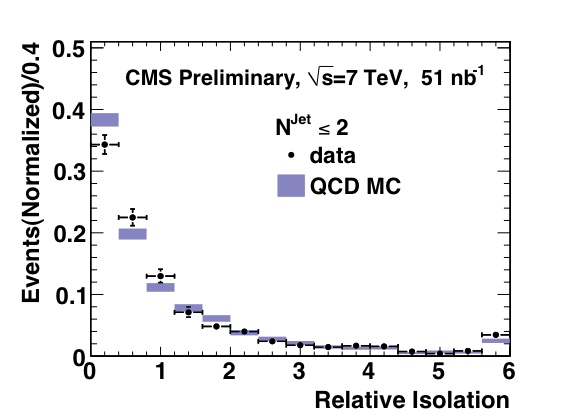 Events(Normalized)/0.4
0.5
0.4
0.3
0.2
0.1
0
CMS Preliminary, √s=7 TeV, 51 nb⁻¹
N^Jet ≤ 2
data
QCD MC
0 1 2 3 4 5 6
Relative Isolation